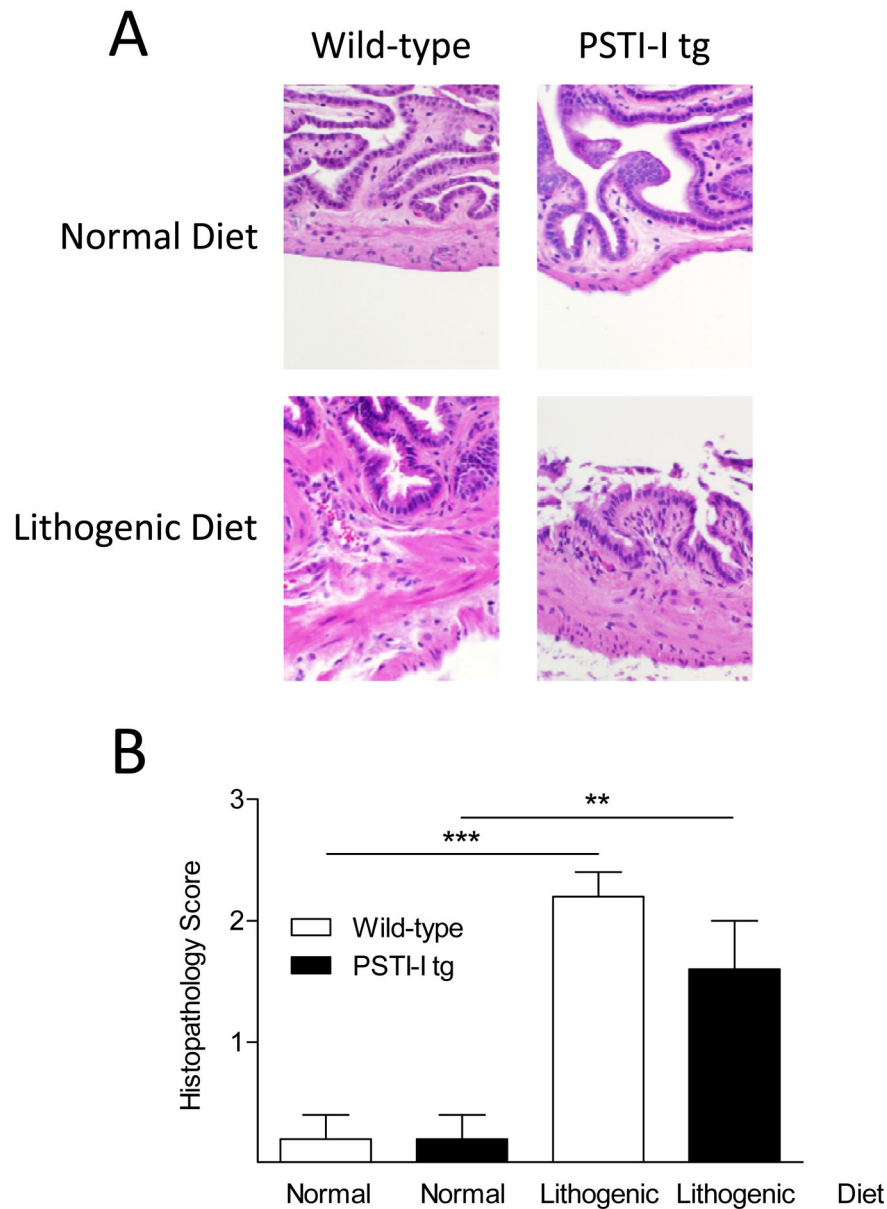 A
Wild-type PSTI-I tg
Normal Diet
Lithogenic Diet
B
3
**
***
Histopathology Score
2
Wild-type
PSTI-I tg
1
Normal Normal Lithogenic Lithogenic Diet